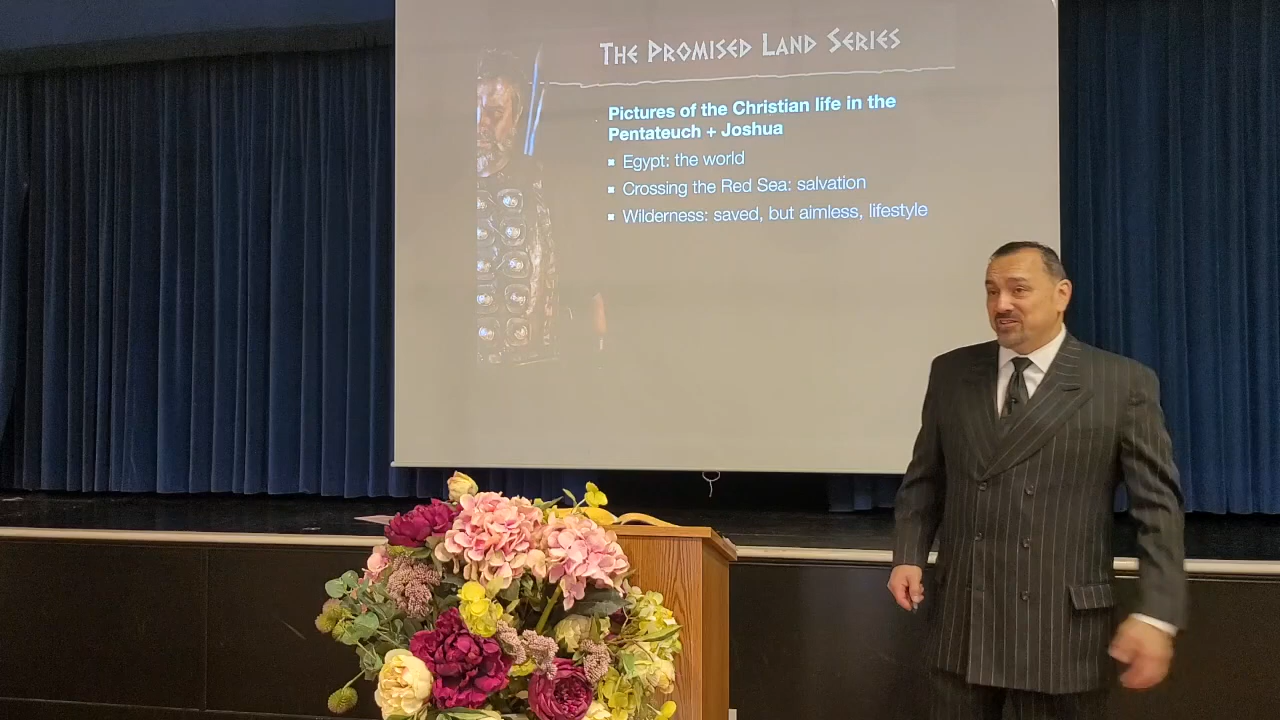 The Promised Land Series
Pictures of the Christian life in the
Pentateuch + Joshua
▪ Egypt: the world
▪ Crossing the Red Sea: salvation
▪ Wilderness: saved, but aimless, lifestyle